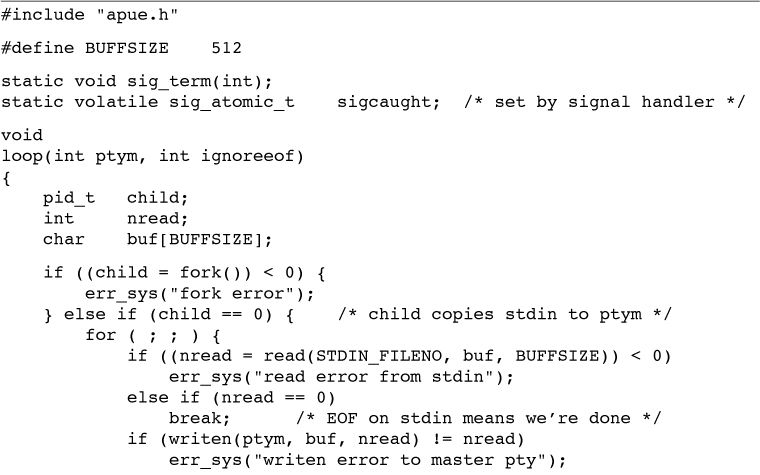 #include "apue.h"
#define BUFFSIZE    512
static void sig_term(int);
static volatile sig_atomic_t    sigcaught;  /* set by signal handler */
void
loop(int ptym, int ignoreeof)
{
    pid_t   child;
    int     nread;
    char    buf[BUFFSIZE];
    if ((child = fork()) < 0) {
        err_sys("fork error");
    } else if (child == 0) {    /* child copies stdin to ptym */
        for ( ; ; ) {
            if ((nread = read(STDIN_FILENO, buf, BUFFSIZE)) < 0)
                err_sys("read error from stdin");
            else if (nread == 0)
                break;      /* EOF on stdin means we’re done */
            if (writen(ptym, buf, nread) != nread)
                err_sys("writen error to master pty");